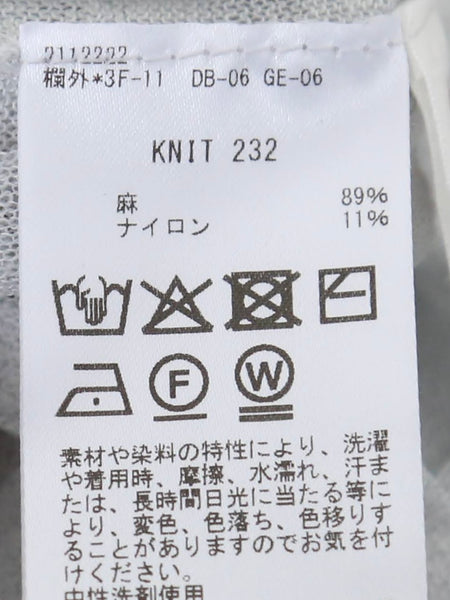 2112222
欄外*3F-11 DB-06 GE-06
KNIT 232
麻 89%
ナイロン 11%
F W
素材や染料の特性により、洗濯
や着用時、摩擦、水濡れ、汗ま
たは、長時間日光に当たる等に
より、変色、色落ち、色移りす
ることがありますのでお気を付
けください。
中性洗剤使用